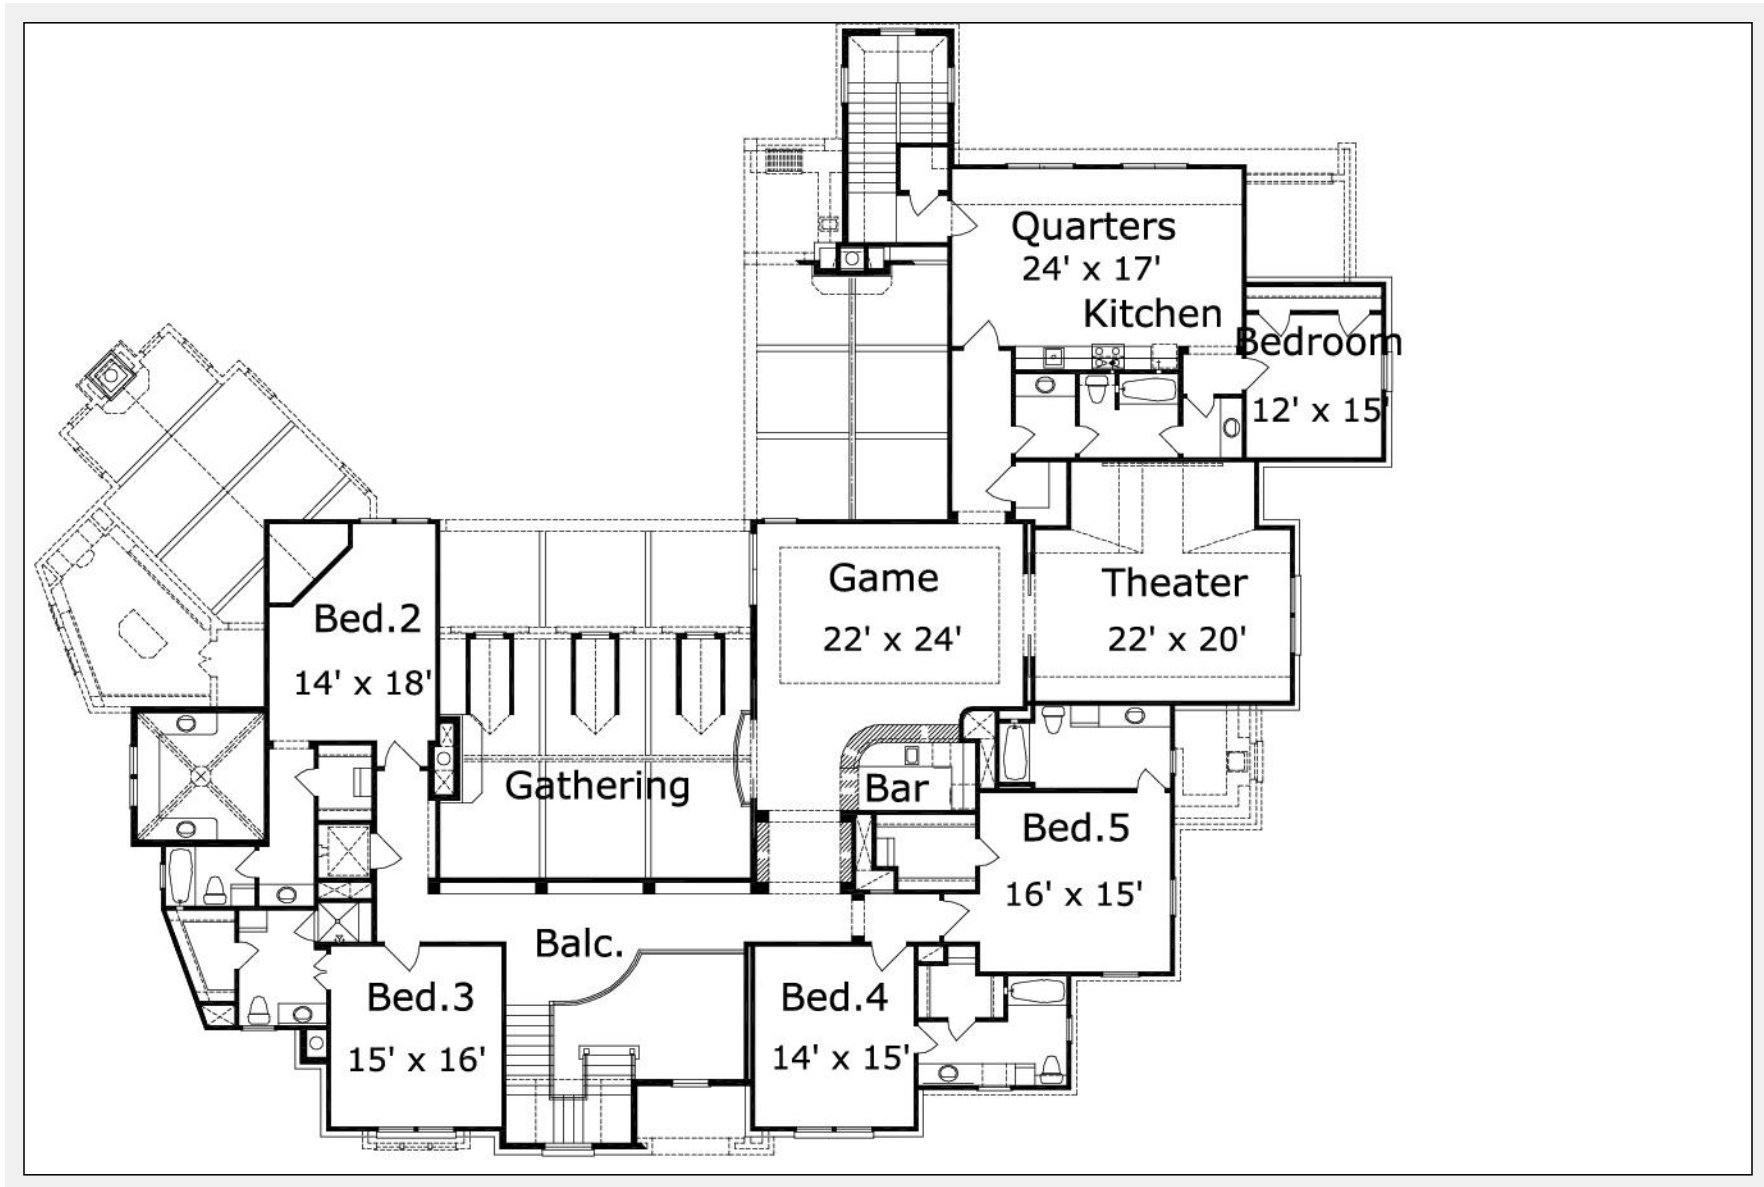 Quarters
24' x 17'
Kitchen
Bedroom
12' x 15'
Game
22' x 24'
Theater
22' x 20'
Bed.2
14' x 18'
Gathering
Bar
Bed.5
16' x 15'
Balc.
Bed.3
15' x 16'
Bed.4
14' x 15'